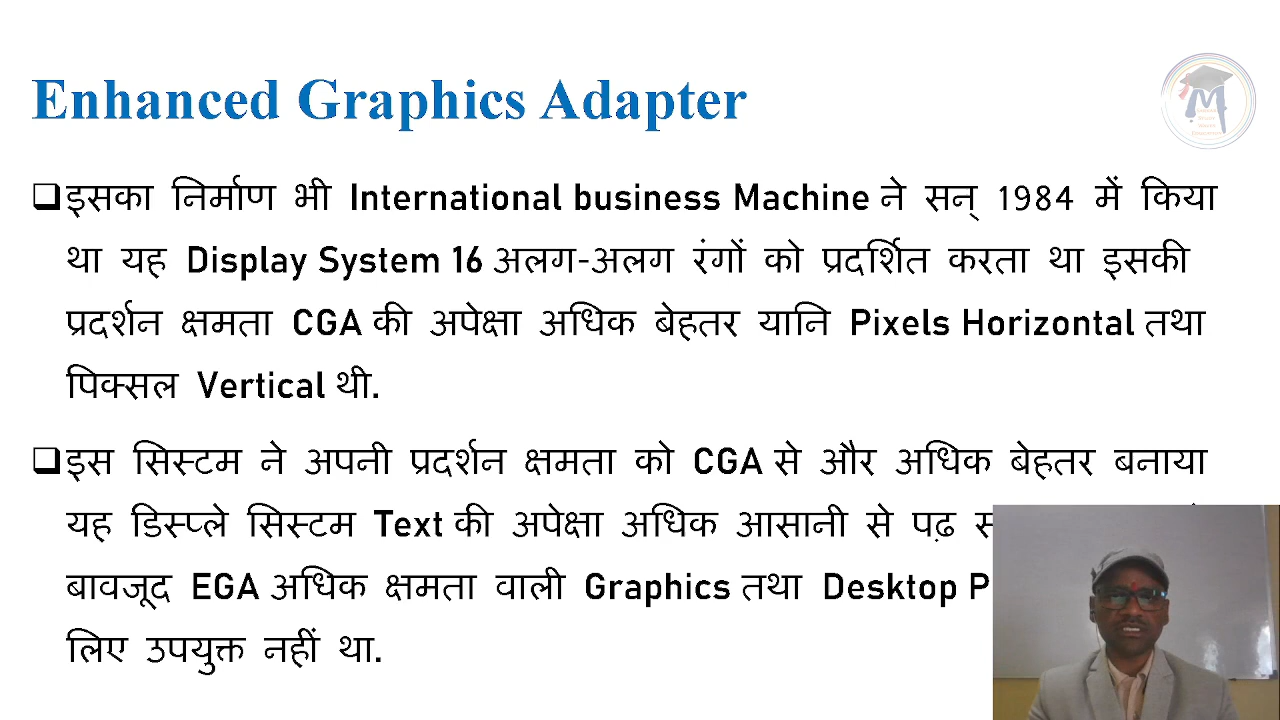 Enhanced Graphics Adapter
M
❑इसका निर्माण भी International business Machine ने सन् 1984 में किया
था यह Display System 16 अलग-अलग रंगों को प्रदर्शित करता था इसकी
प्रदर्शन क्षमता CGA की अपेक्षा अधिक बेहतर यानि Pixels Horizontal तथा
पिक्सल Vertical थी.
❑इस सिस्टम ने अपनी प्रदर्शन क्षमता को CGA से और अधिक बेहतर बनाया
यह डिस्प्ले सिस्टम Text की अपेक्षा अधिक आसानी से पढ़
बावजूद EGA अधिक क्षमता वाली Graphics तथा Desktop
लिए उपयुक्त नहीं था.